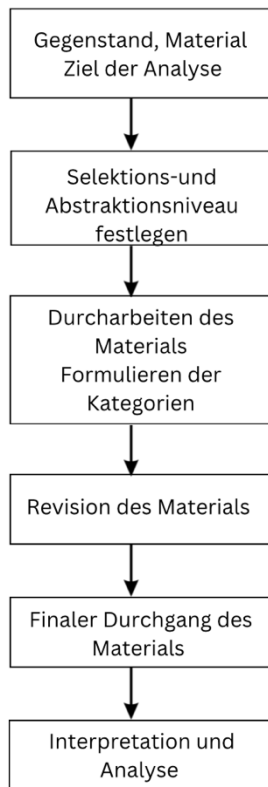 Gegenstand, Material
Ziel der Analyse
Selektions-und
Abstraktionsniveau
festlegen
Durcharbeiten des
Materials
Formulieren der
Kategorien
Revision des Materials
Finaler Durchgang des
Materials
Interpretation und
Analyse